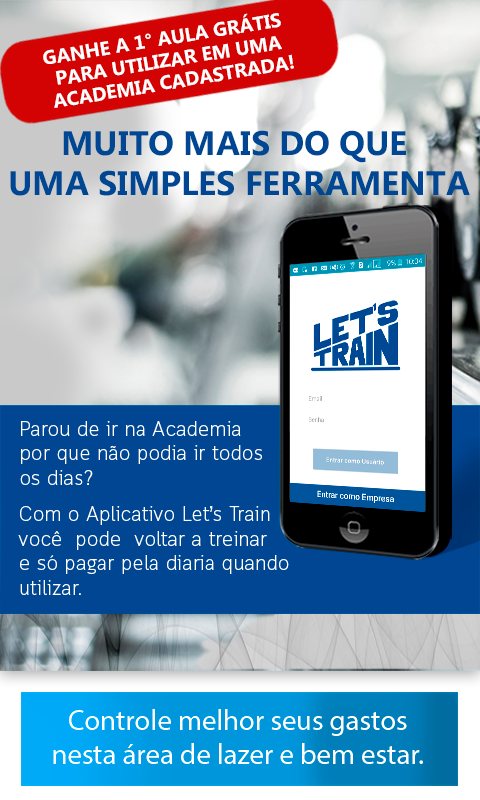 GANHE A 1° AULA GRÁTIS
PARA UTILIZAR EM UMA
ACADEMIA CADASTRADA!
MUITO MAIS DO QUE
UMA SIMPLES FERRAMENTA
9% 10:04
LET'S
TRAIN
Email
Senha
Entrar como Usuário
Entrar como Empresa
Parou de ir na Academia
por que não podia ir todos
os dias?
Com o Aplicativo Let's Train
você pode voltar a treinar
e só pagar pela diaria quando
utilizar.
Controle melhor seus gastos
nesta área de lazer e bem estar.